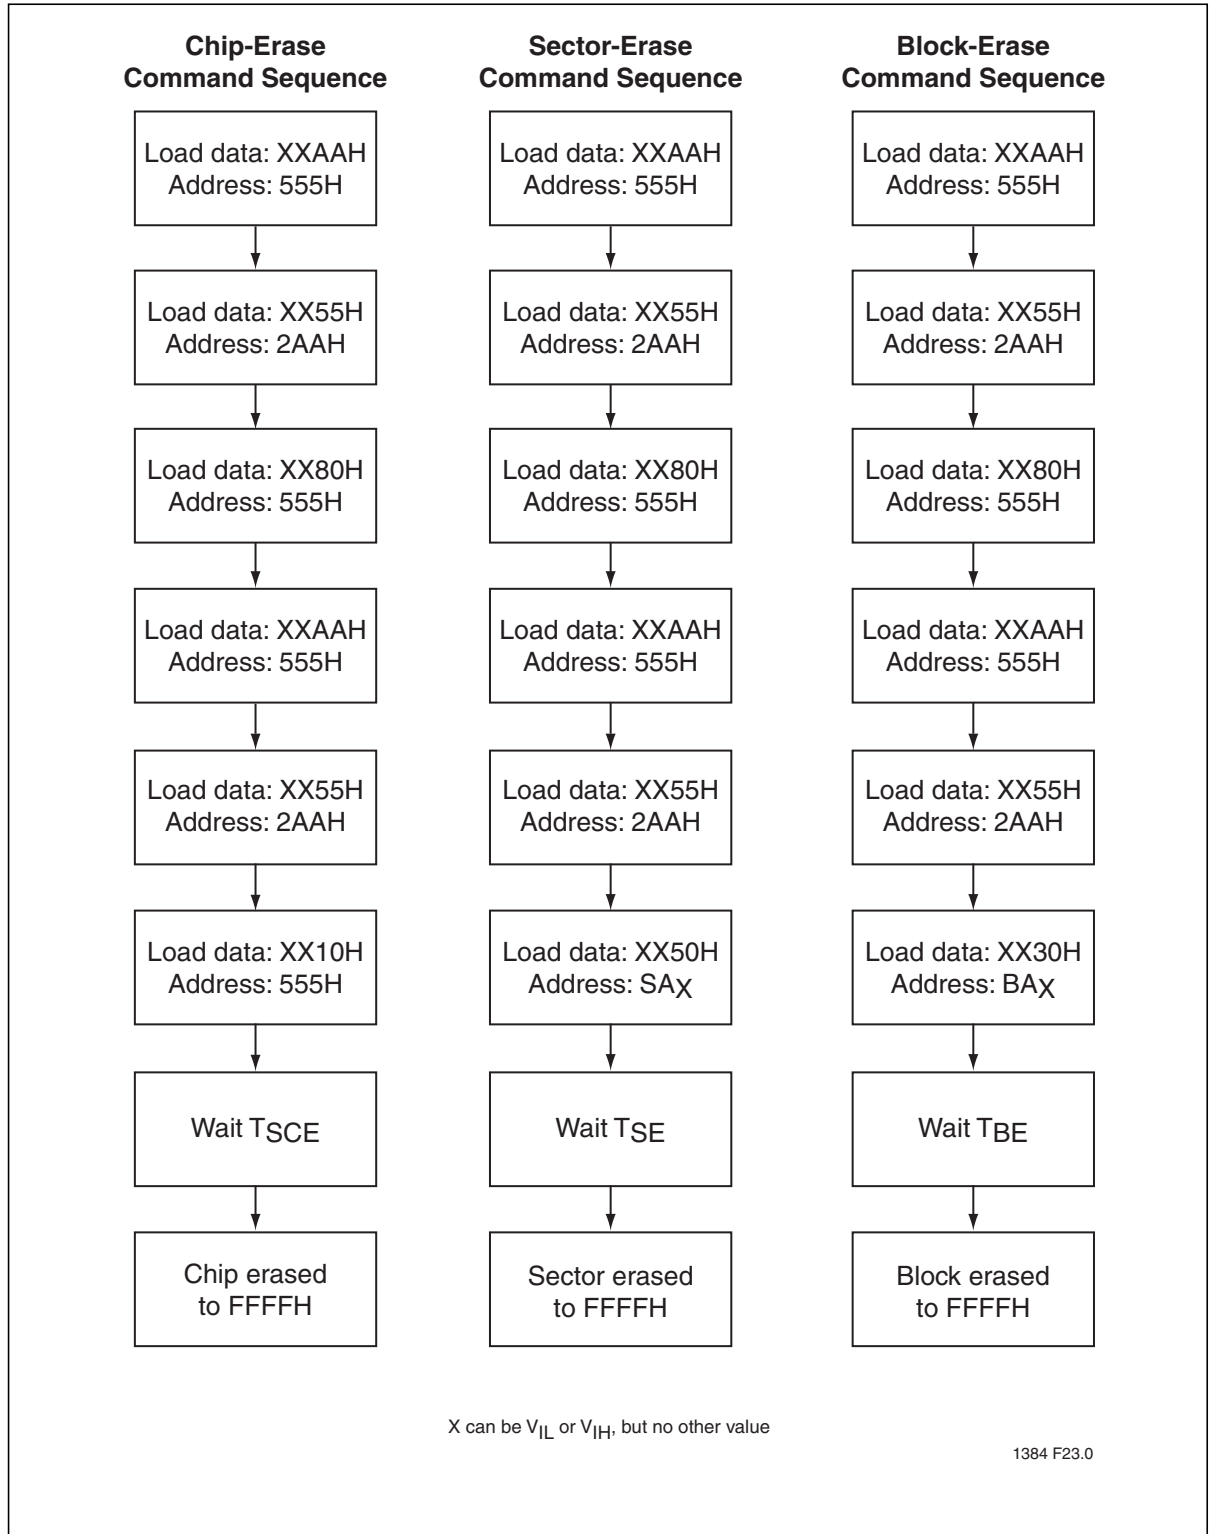 Chip-Erase
Command Sequence
Load data: XXAAH
Address: 555H
Load data: XX55H
Address: 2AAH
Load data: XX80H
Address: 555H
Load data: XXAAH
Address: 555H
Load data: XX55H
Address: 2AAH
Load data: XX10H
Address: 555H
Wait TSCE
Chip erased
to FFFFH
Sector-Erase
Command Sequence
Load data: XXAAH
Address: 555H
Load data: XX55H
Address: 2AAH
Load data: XX80H
Address: 555H
Load data: XXAAH
Address: 555H
Load data: XX55H
Address: 2AAH
Load data: XX50H
Address: SAX
Wait TSE
Sector erased
to FFFFH
Block-Erase
Command Sequence
Load data: XXAAH
Address: 555H
Load data: XX55H
Address: 2AAH
Load data: XX80H
Address: 555H
Load data: XXAAH
Address: 555H
Load data: XX55H
Address: 2AAH
Load data: XX30H
Address: BAX
Wait TBE
Block erased
to FFFFH
X can be VIL or VIH, but no other value
1384 F23.0